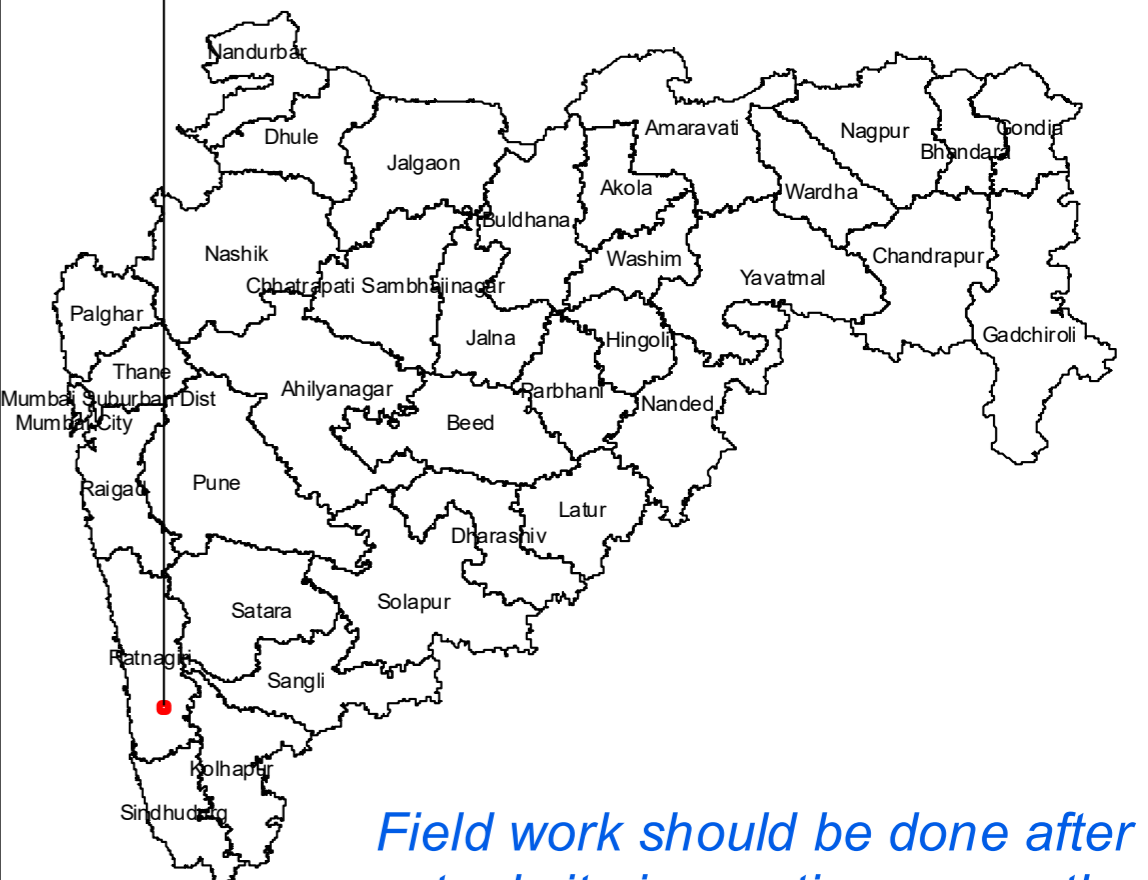 Nandurbar
Dhule
Jalgaon
Amaravati
Nagpur
Gondia
Bhandara
Akola
Wardha
Buldhana
Nashik
Washim
Chandrapur
Yavatmal
Chhatrapati Sambhajinagar
Palghar
Jalna
Hingoli
Gadchiroli
Thane
Ahilyanagar
Parbhani
Mumbai Suburban Dist
Nanded
Mumbai City
Beed
Raigad
Pune
Latur
Dharashiv
Satara
Solapur
Ratnagiri
Sangli
Kolhapur
Sindhudurg
Field work should be done after